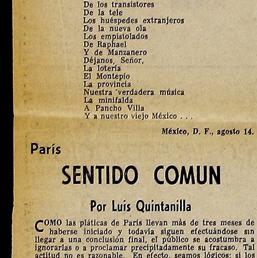 De los transistores
De la tele
Los huéspedes extranjeros
De la nueva ola
Los empistolados
De Raphael
Y de Manzanero
Déjanos, Señor,
La lotería
El Montepío
La provincia
Nuestra verdadera música
La minifalda
A Pancho Villa
Y a nuestro viejo México . . .
México, D. F., agosto 14.
París
SENTIDO COMUN
Por Luís Quintanilla
COMO las pláticas de París llevan más de tres meses de
haberse iniciado y todavía siguen efectuándose sin
llegar a una conclusión final, el público se acostumbra a
ignorarlas o a proclamar precipitadamente su fracaso. Tal
actitud no es razonable. En efecto, seamos lógicos: si los